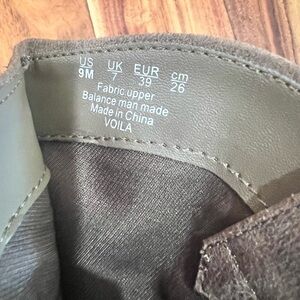 US UK EUR cm
9M 7 39 26
Fabric upper
Balance man made
Made in China
VOILA